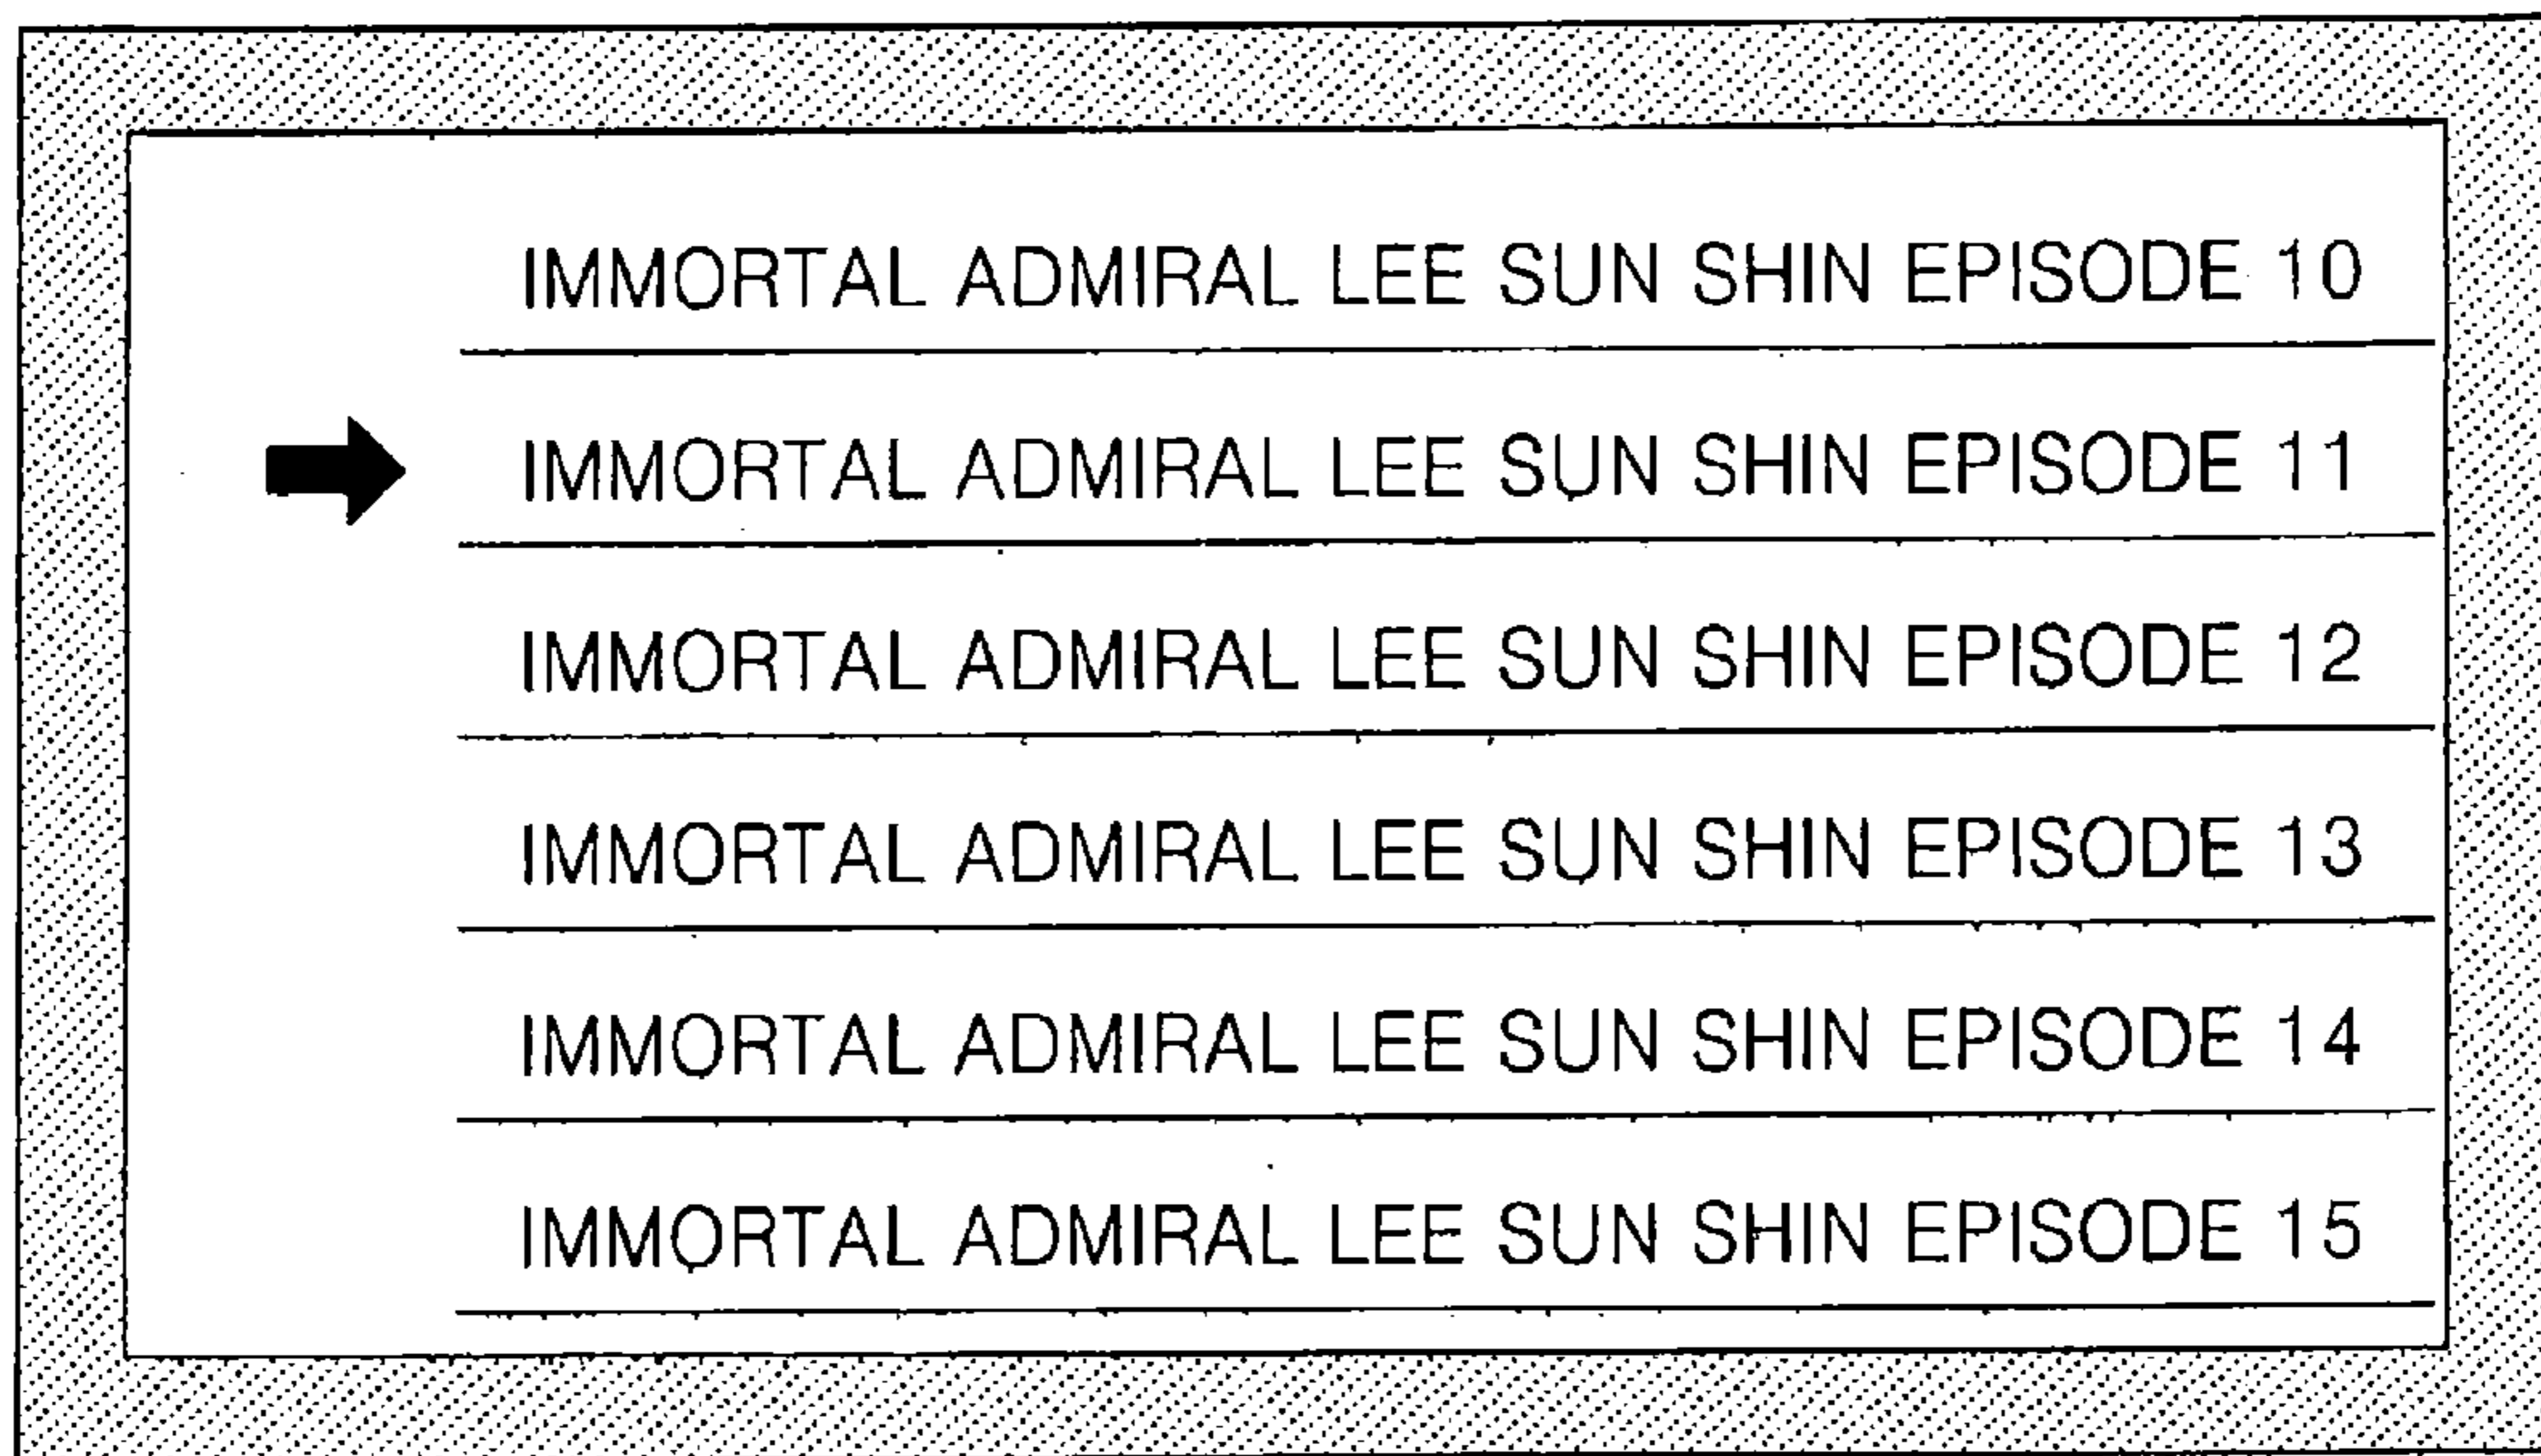 IMMORTAL ADMIRAL LEE SUN SHIN EPISODE 10
IMMORTAL ADMIRAL LEE SUN SHIN EPISODE 11
IMMORTAL ADMIRAL LEE SUN SHIN EPISODE 12
IMMORTAL ADMIRAL LEE SUN SHIN EPISODE 13
IMMORTAL ADMIRAL LEE SUN SHIN EPISODE 14
IMMORTAL ADMIRAL LEE SUN SHIN EPISODE 15